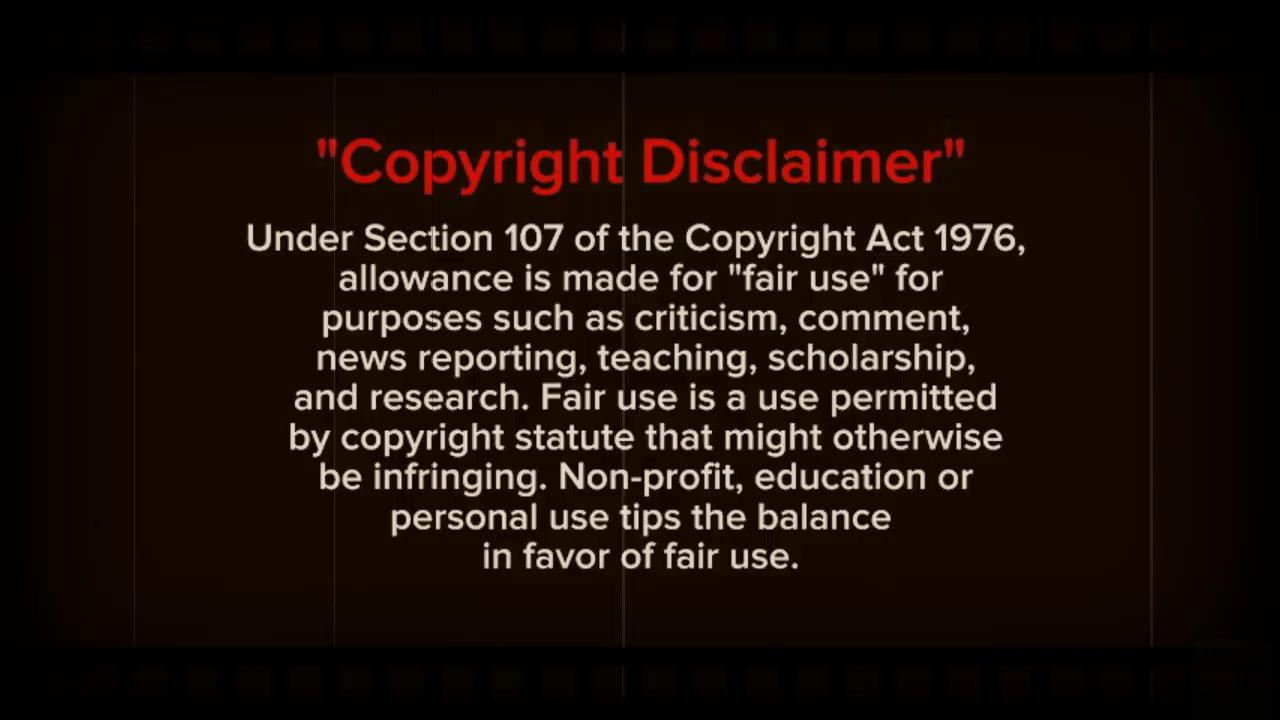 "Copyright Disclaimer"
Under Section 107 of the Copyright Act 1976,
allowance is made for "fair use" for
purposes such as criticism, comment,
news reporting, teaching, scholarship,
and research. Fair use is a use permitted
by copyright statute that might otherwise
be infringing. Non-profit, education or
personal use tips the balance
in favor of fair use.